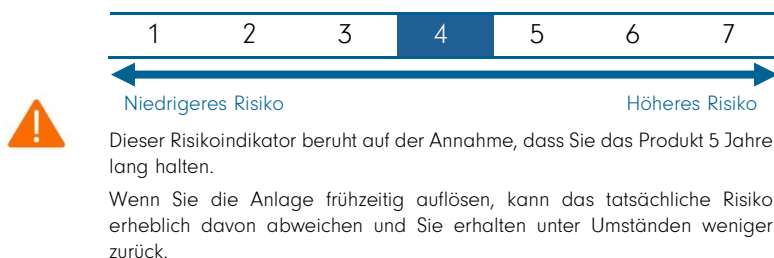 1 2 3 4 5 6 7
Niedrigeres Risiko Höheres Risiko
Dieser Risikoindikator beruht auf der Annahme, dass Sie das Produkt 5 Jahre
lang halten.
Wenn Sie die Anlage frühzeitig auflösen, kann das tatsächliche Risiko
erheblich davon abweichen und Sie erhalten unter Umständen weniger
zurück.